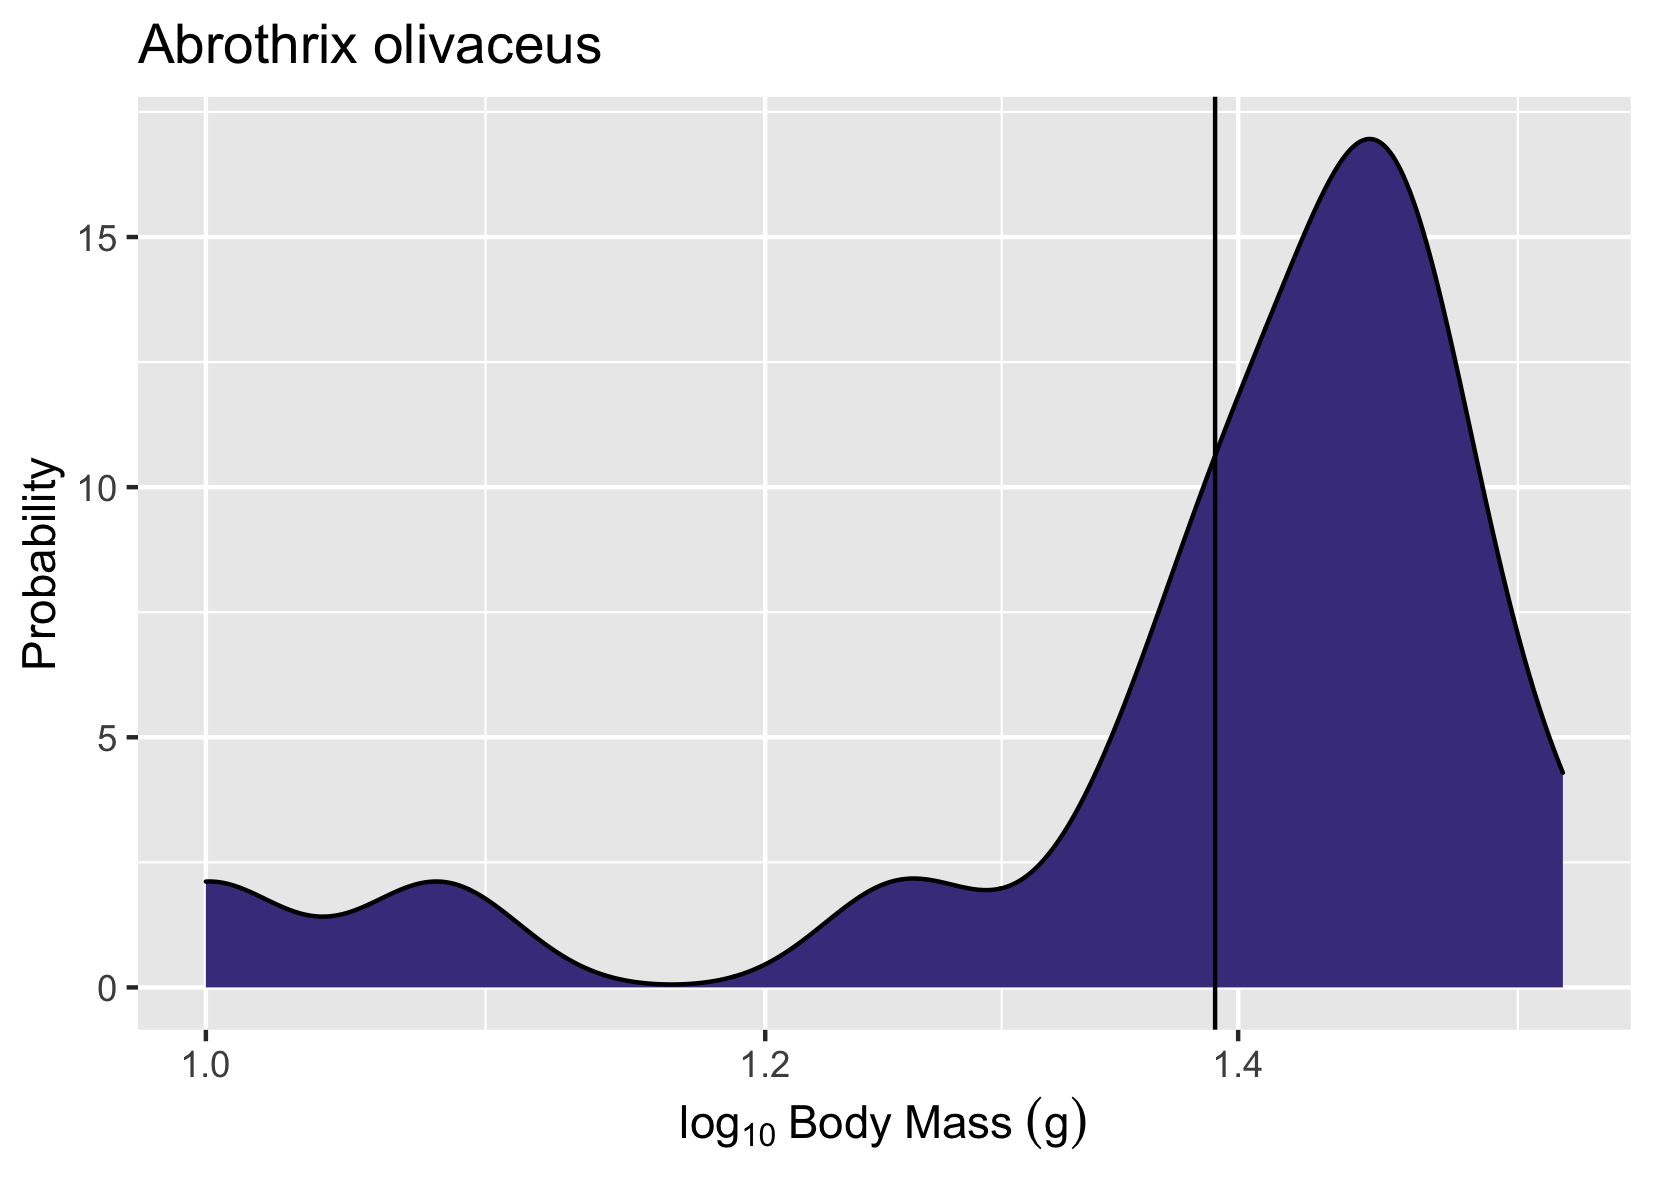 Abrothrix olivaceus
15
10
5
0
Probability
1.0 1.2 1.4
log₁₀ Body Mass (g)